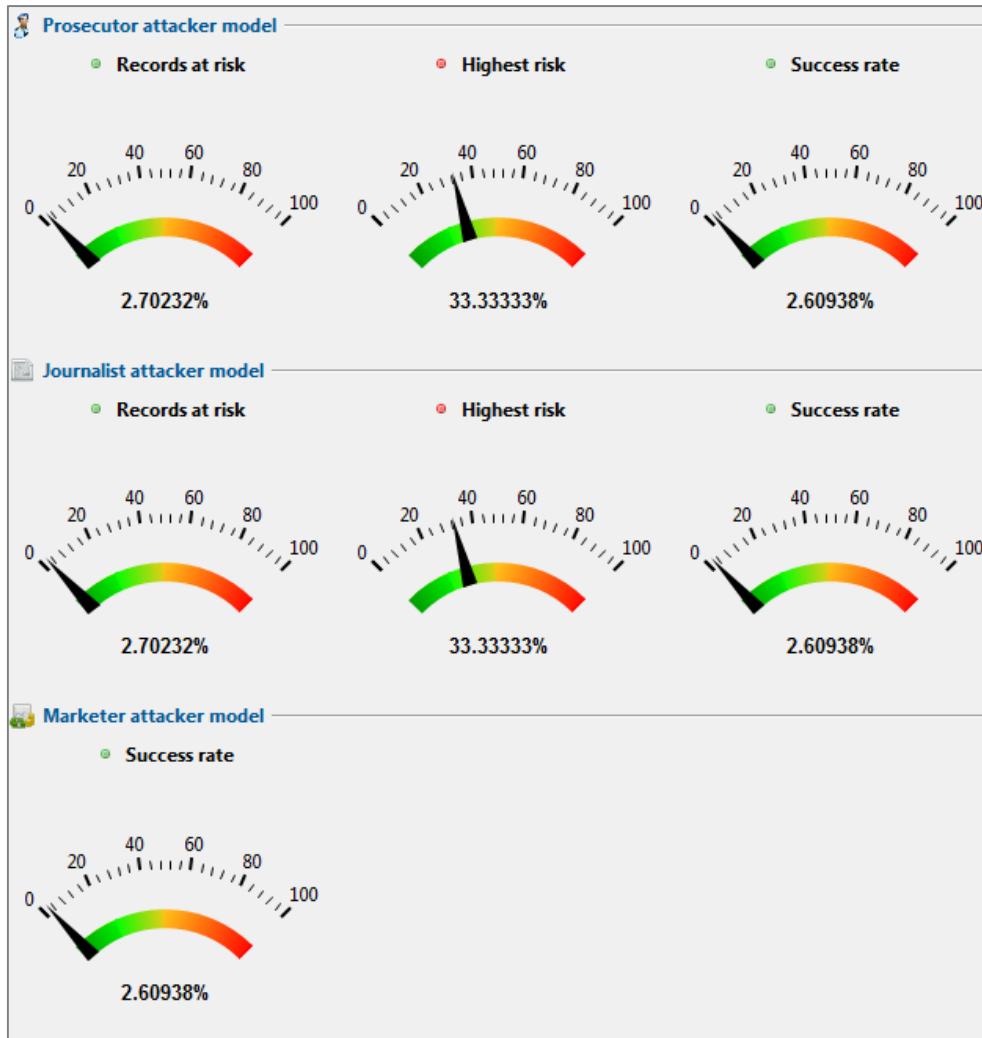 Prosecutor attacker model
Records at risk Highest risk Success rate
0 20 40 60 80 100 0 20 40 60 80 100 0 20 40 60 80 100
2.70232% 33.33333% 2.60938%
Journalist attacker model
Records at risk Highest risk Success rate
0 20 40 60 80 100 0 20 40 60 80 100 0 20 40 60 80 100
2.70232% 33.33333% 2.60938%
Marketer attacker model
Success rate
0 20 40 60 80 100
2.60938%